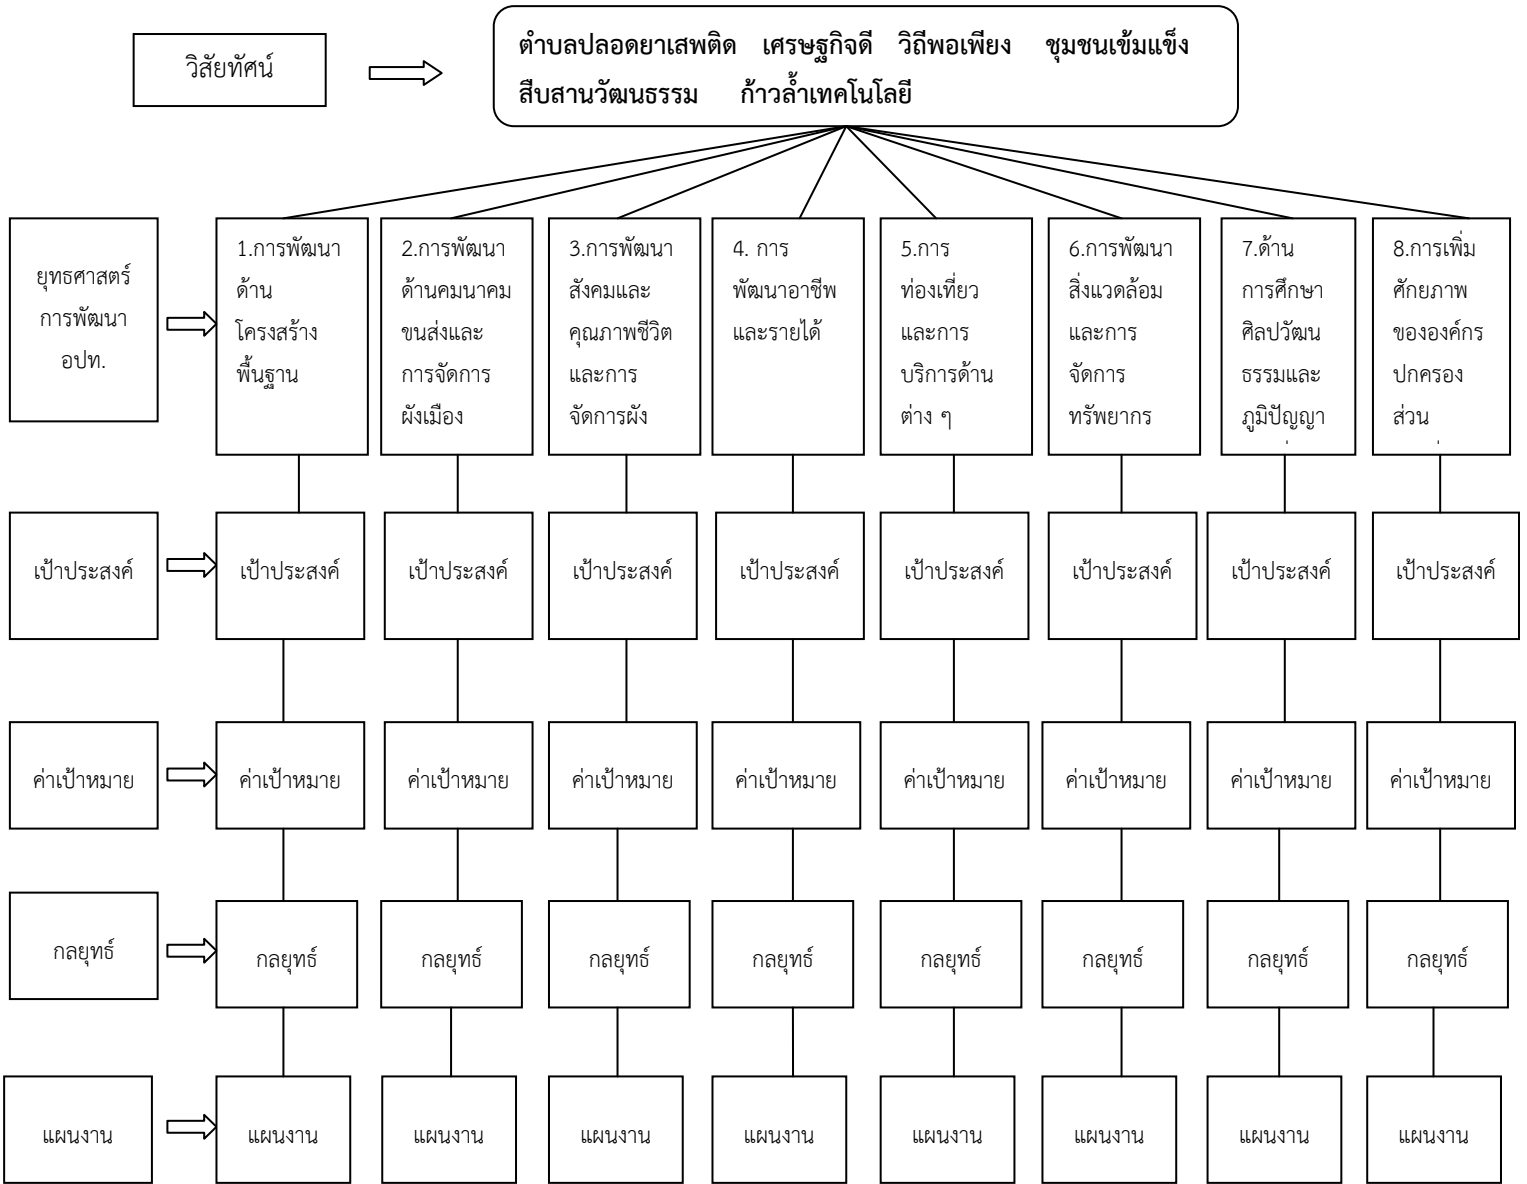 วิสัยทัศน์
ตำบลปลอดยาเสพติด เศรษฐกิจดี วิถีพอเพียง ชุมชนเข้มแข็ง
สืบสานวัฒนธรรม ก้าวล้ำเทคโนโลยี
ยุทธศาสตร์
การพัฒนา
อปท.
1.การพัฒนา
ด้าน
โครงสร้าง
พื้นฐาน
2.การพัฒนา
ด้านคมนาคม
ขนส่งและ
การจัดการ
ผังเมือง
3.การพัฒนา
สังคมและ
คุณภาพชีวิต
และการ
จัดการผัง
4. การ
พัฒนาอาชีพ
และรายได้
5.การ
ท่องเที่ยว
และการ
บริการด้าน
ต่าง ๆ
6.การพัฒนา
สิ่งแวดล้อม
และการ
จัดการ
ทรัพยากร
7.ด้าน
การศึกษา
ศิลปวัฒน
ธรรมและ
ภูมิปัญญา
8.การเพิ่ม
ศักยภาพ
ขององค์กร
ปกครอง
ส่วน
เป้าประสงค์
เป้าประสงค์
เป้าประสงค์
เป้าประสงค์
เป้าประสงค์
เป้าประสงค์
เป้าประสงค์
เป้าประสงค์
เป้าประสงค์
ค่าเป้าหมาย
ค่าเป้าหมาย
ค่าเป้าหมาย
ค่าเป้าหมาย
ค่าเป้าหมาย
ค่าเป้าหมาย
ค่าเป้าหมาย
ค่าเป้าหมาย
ค่าเป้าหมาย
กลยุทธ์
กลยุทธ์
กลยุทธ์
กลยุทธ์
กลยุทธ์
กลยุทธ์
กลยุทธ์
กลยุทธ์
กลยุทธ์
แผนงาน
แผนงาน
แผนงาน
แผนงาน
แผนงาน
แผนงาน
แผนงาน
แผนงาน
แผนงาน